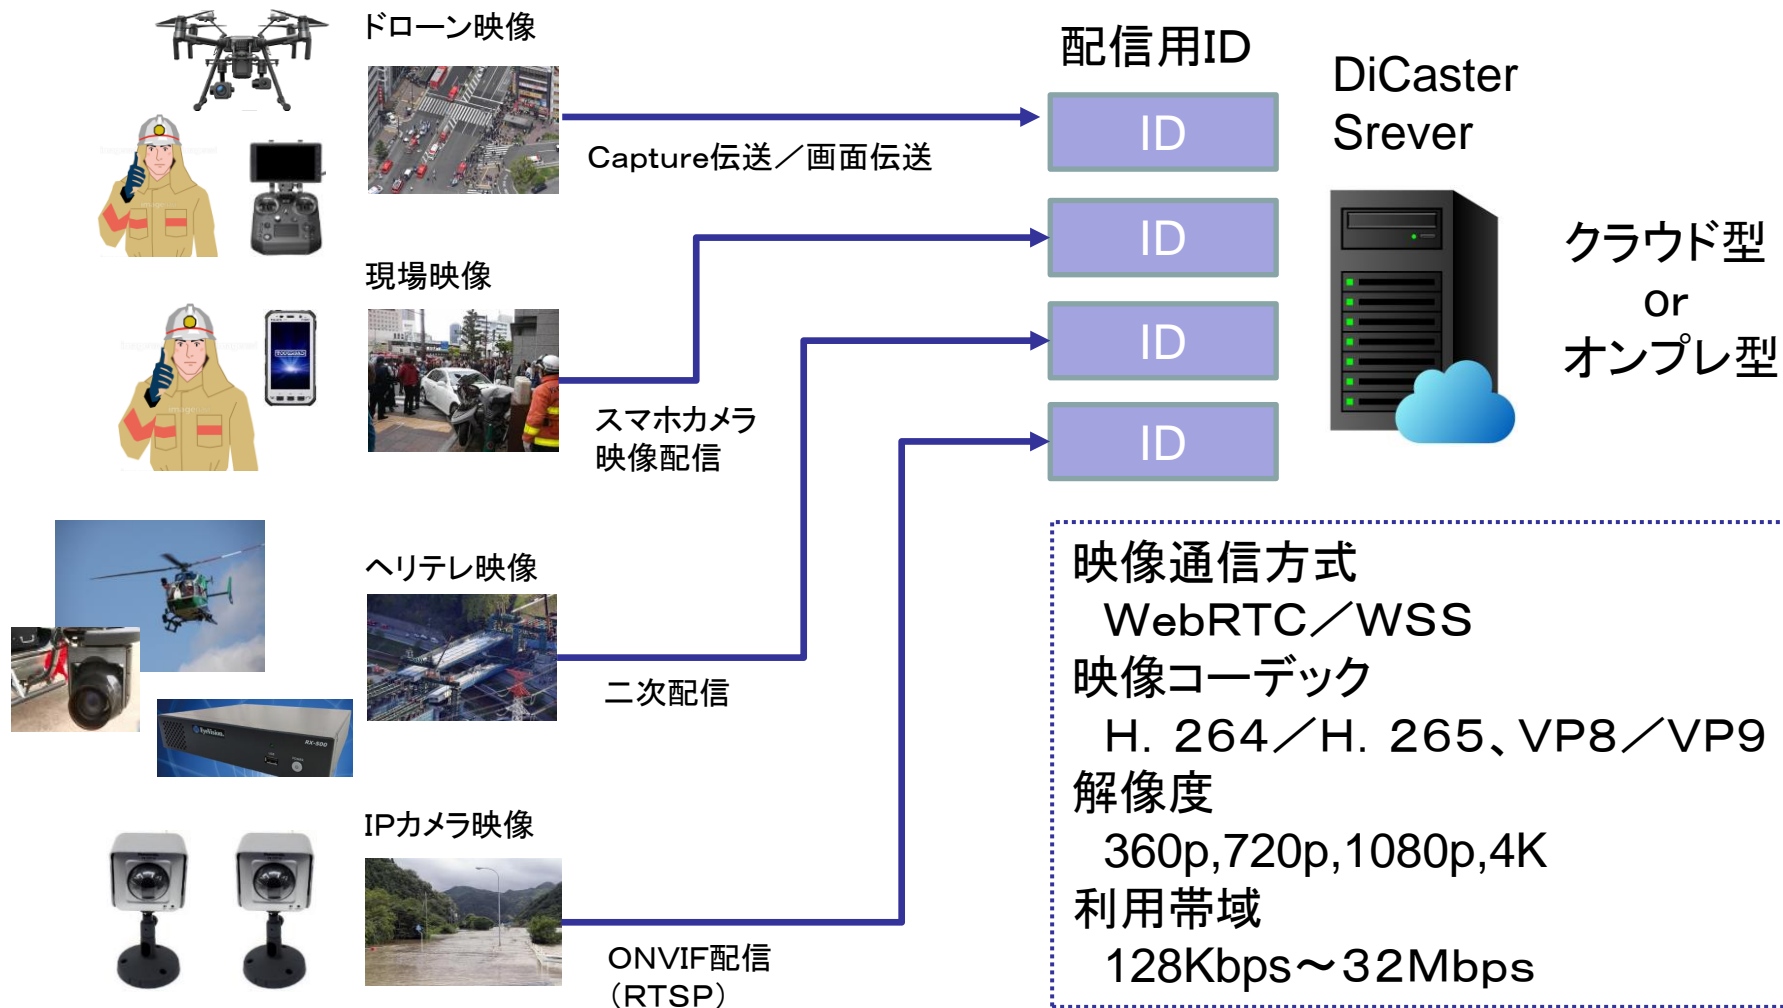 ドローン映像
Capture伝送／画面伝送
現場映像
スマホカメラ
映像配信
ヘリテレ映像
二次配信
EyeVision
RX-500
IPカメラ映像
ONVIF配信
（RTSP）
配信用ID
ID
ID
ID
ID
DiCaster
Srever
クラウド型
or
オンプレ型
映像通信方式
WebRTC／WSS
映像コーデック
H．264／H．265、VP8／VP9
解像度
360p,720p,1080p,4K
利用帯域
128Kbps～32Mbps